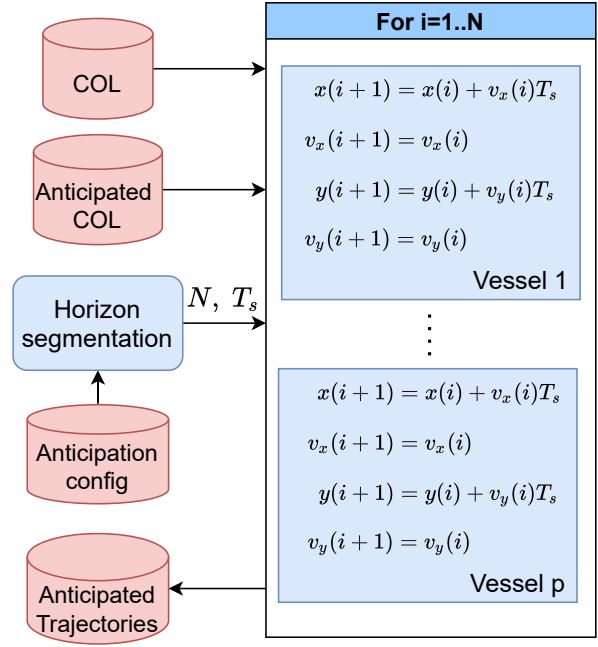 For i=1..N
COL
x(i + 1) = x(i) + v_x(i)T_s
v_x(i + 1) = v_x(i)
Anticipated
COL
y(i + 1) = y(i) + v_y(i)T_s
v_y(i + 1) = v_y(i)
Vessel 1
Horizon
segmentation
N, T_s
⋮
Anticipation
config
x(i + 1) = x(i) + v_x(i)T_s
v_x(i + 1) = v_x(i)
y(i + 1) = y(i) + v_y(i)T_s
v_y(i + 1) = v_y(i)
Vessel p
Anticipated
Trajectories